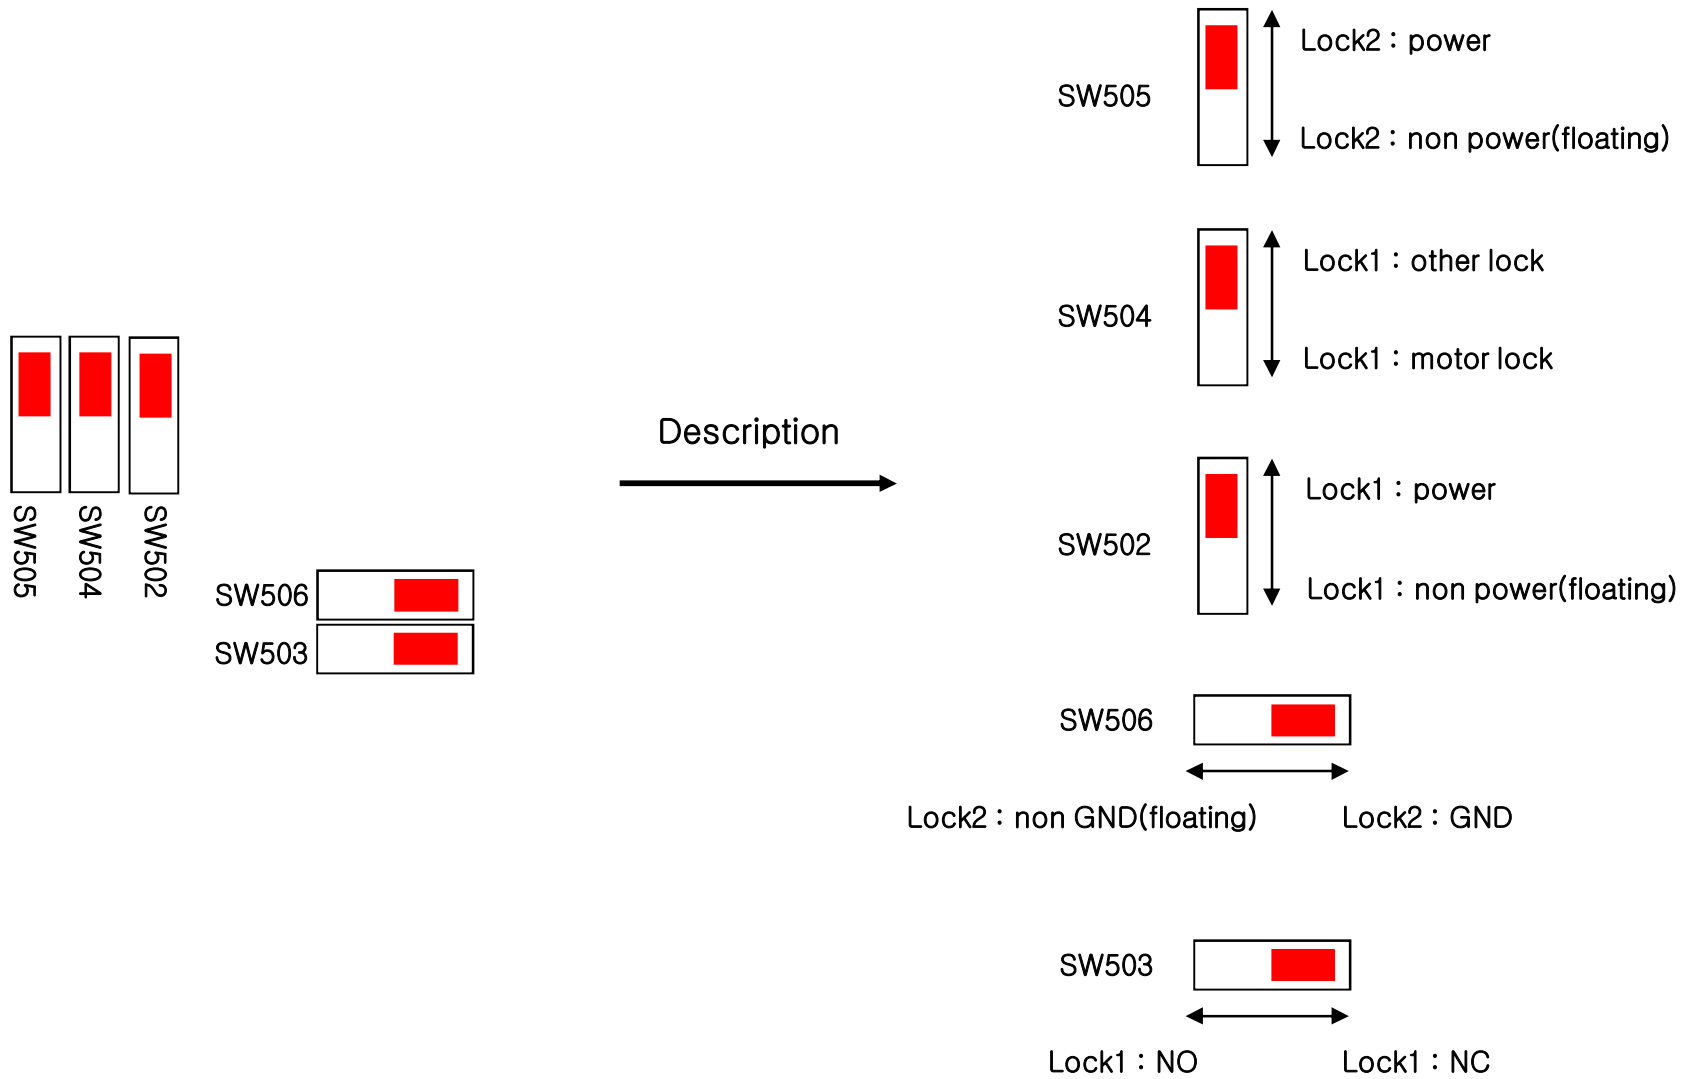 SW505
SW504
SW502
SW506
SW503
Description
SW505
Lock2 : power
Lock2 : non power(floating)
SW504
Lock1 : other lock
Lock1 : motor lock
SW502
Lock1 : power
Lock1 : non power(floating)
SW506
Lock2 : non GND(floating)
Lock2 : GND
SW503
Lock1 : NO
Lock1 : NC